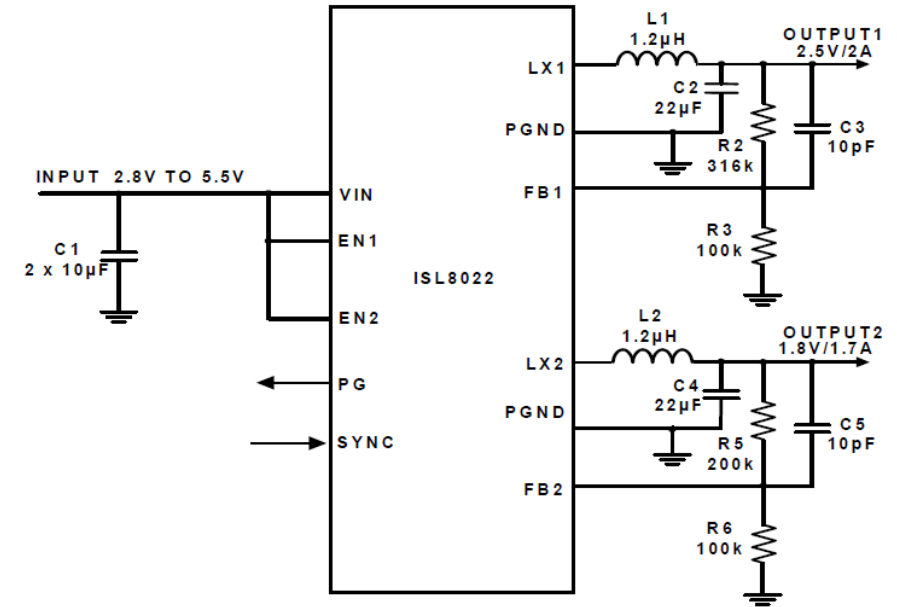 INPUT 2.8V TO 5.5V
C1
2 x 10µF
VIN
EN1
EN2
PG
SYNC
ISL8022
LX1
PGND
FB1
LX2
PGND
FB2
L1
1.2µH
OUTPUT1
2.5V/2A
C2
22µF
R2
316k
C3
10pF
R3
100k
L2
1.2µH
OUTPUT2
1.8V/1.7A
C4
22µF
R5
200k
C5
10pF
R6
100k